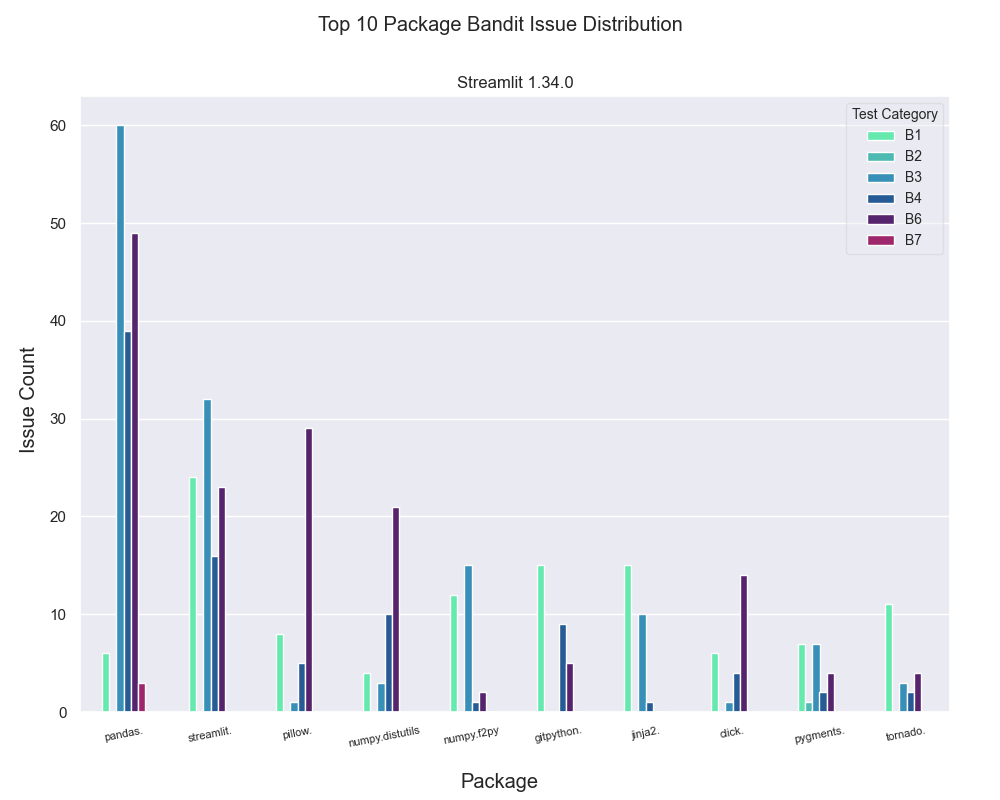 Top 10 Package Bandit Issue Distribution
Streamlit 1.34.0
Test Category
B1
B2
B3
B4
B6
B7
60
50
40
30
20
10
0
Issue Count
pandas.
streamlit.
pillow.
numpy.distutils
numpy.f2py
gitpython.
jinja2.
click.
pygments.
tornado.
Package